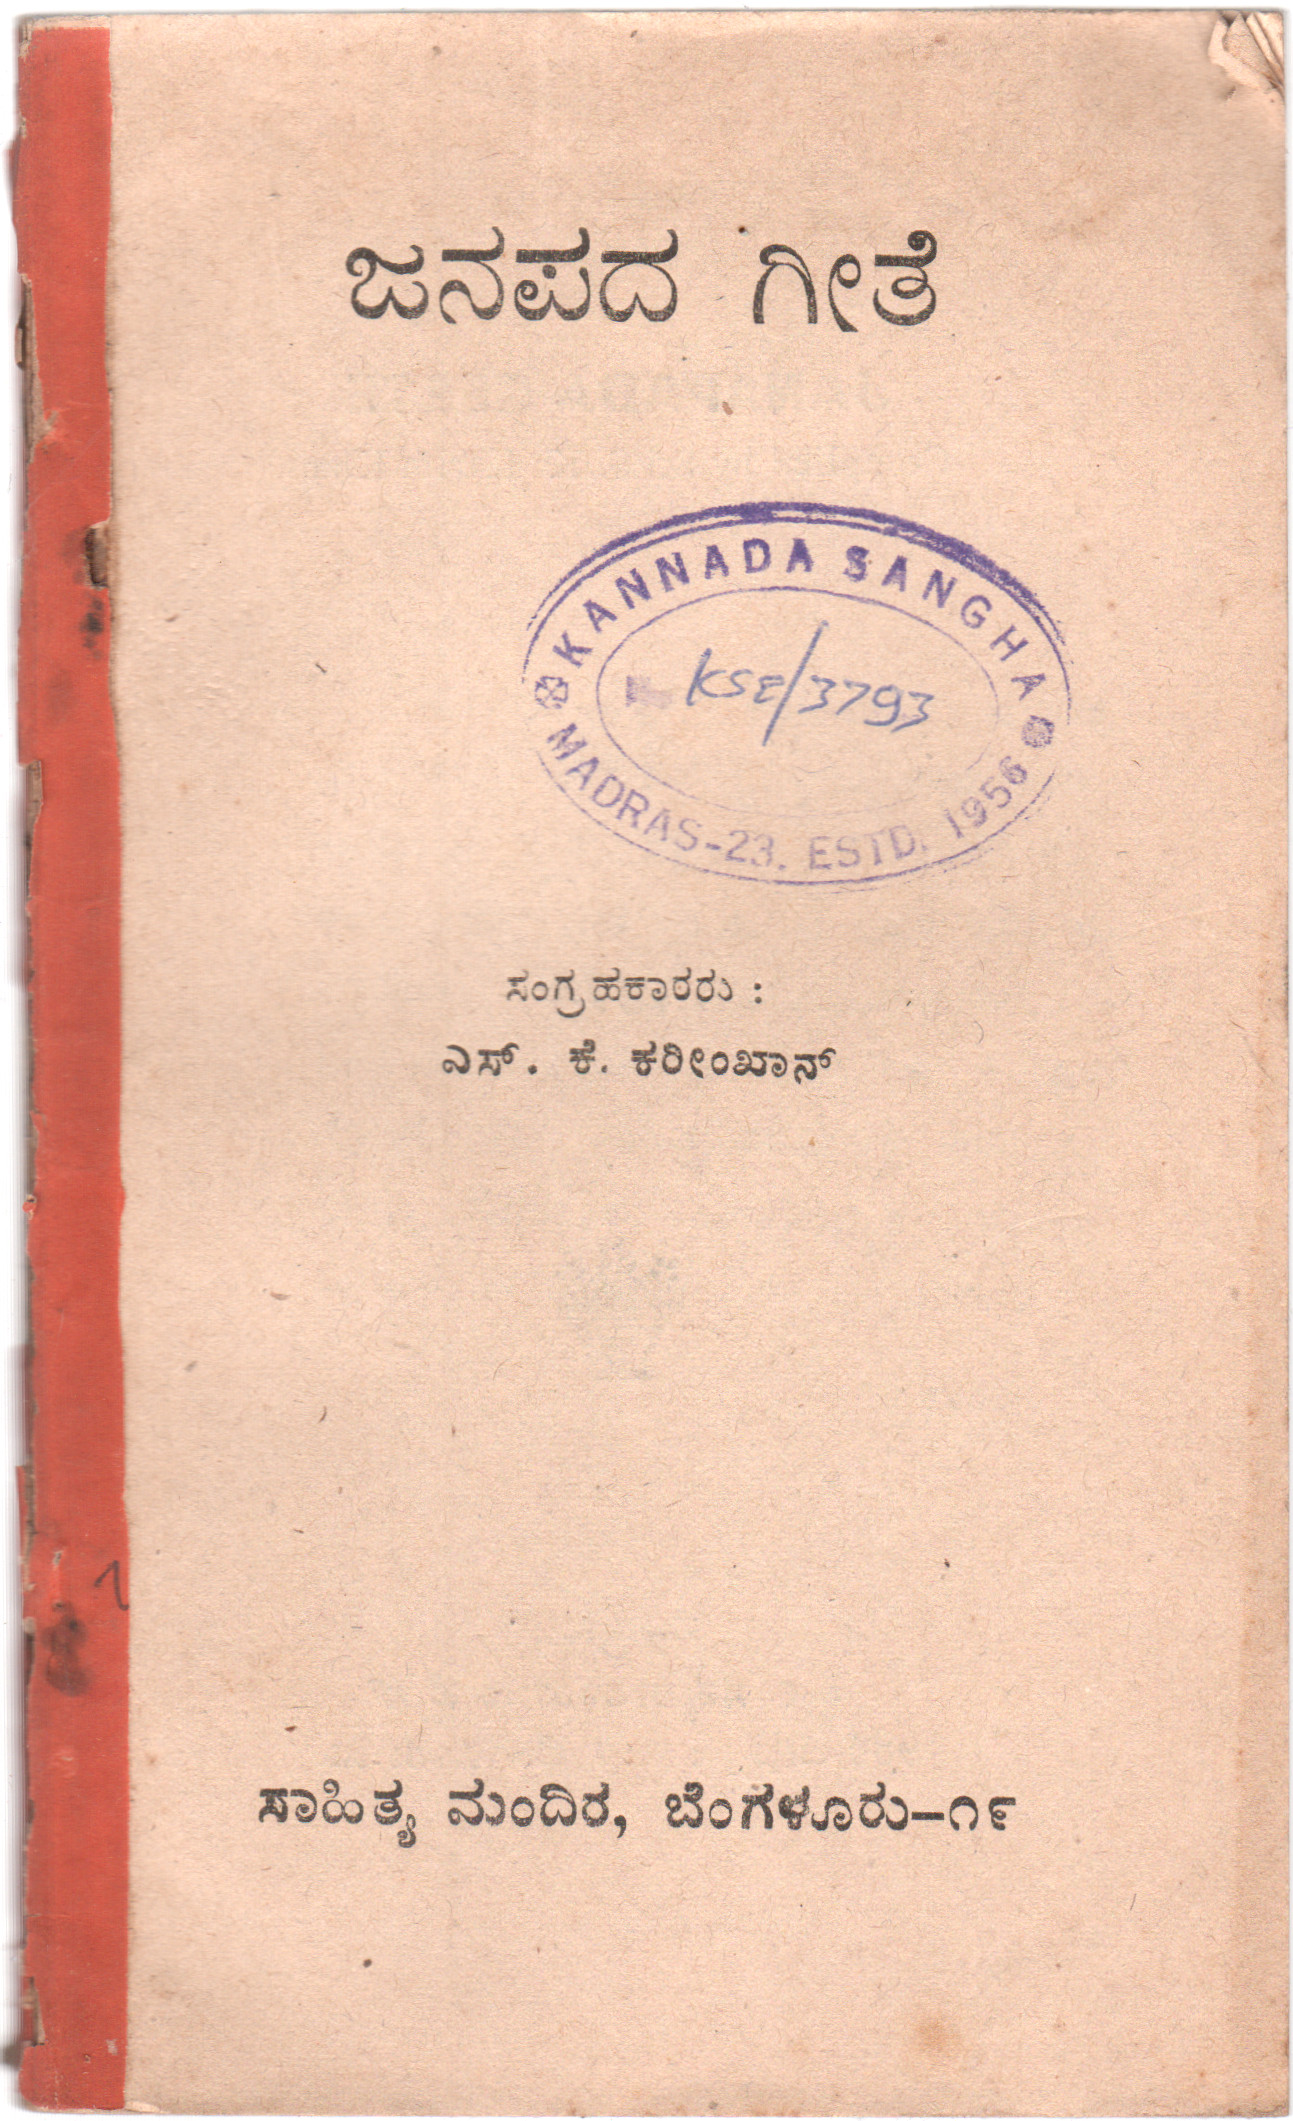 ಜನಪದ ಗೀತೆ
KANNADA SANGHA
KSE/3793
MADRAS-23. ESTD. 1956
ಸಂಗ್ರಹಕಾರರು :
ಎಸ್. ಕೆ. ಕರೀಂಖಾನ್
ಸಾಹಿತ್ಯ ಮಂದಿರ, ಬೆಂಗಳೂರು–೧೯